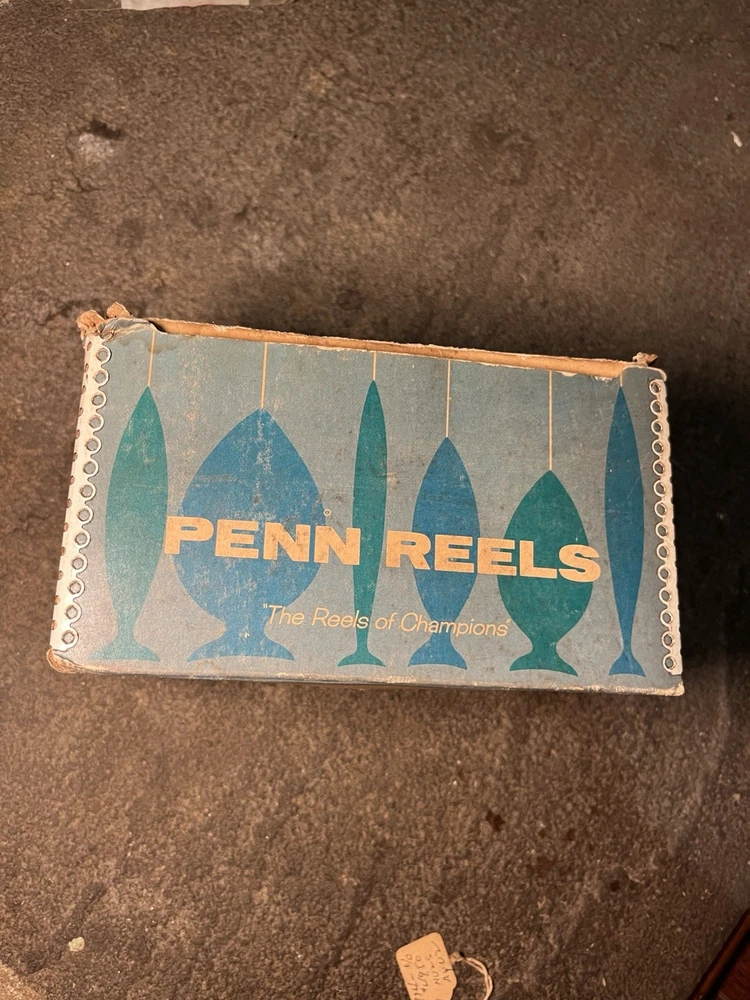 PENN REELS
"The Reels of Champions"